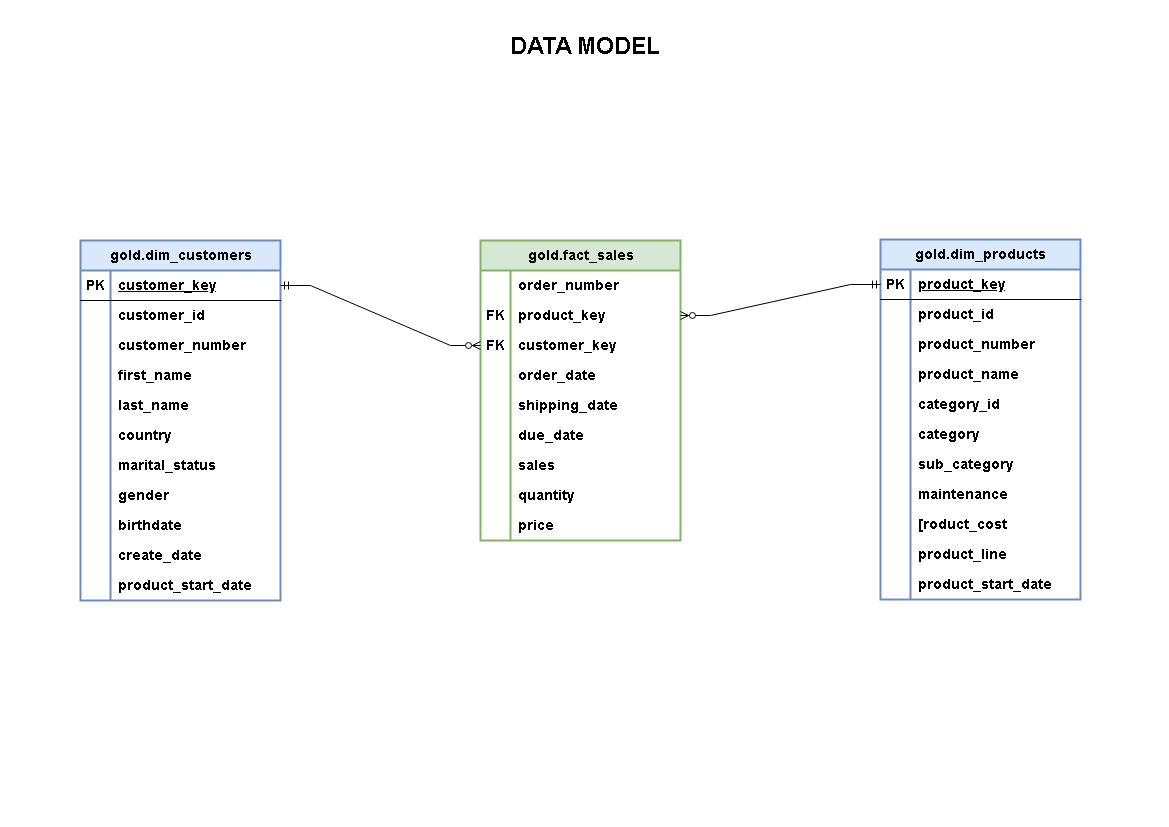 DATA MODEL
gold.dim_customers
PK customer_key
customer_id
customer_number
first_name
last_name
country
marital_status
gender
birthdate
create_date
product_start_date
gold.fact_sales
order_number
FK product_key
FK customer_key
order_date
shipping_date
due_date
sales
quantity
price
gold.dim_products
PK product_key
product_id
product_number
product_name
category_id
category
sub_category
maintenance
[roduct_cost
product_line
product_start_date